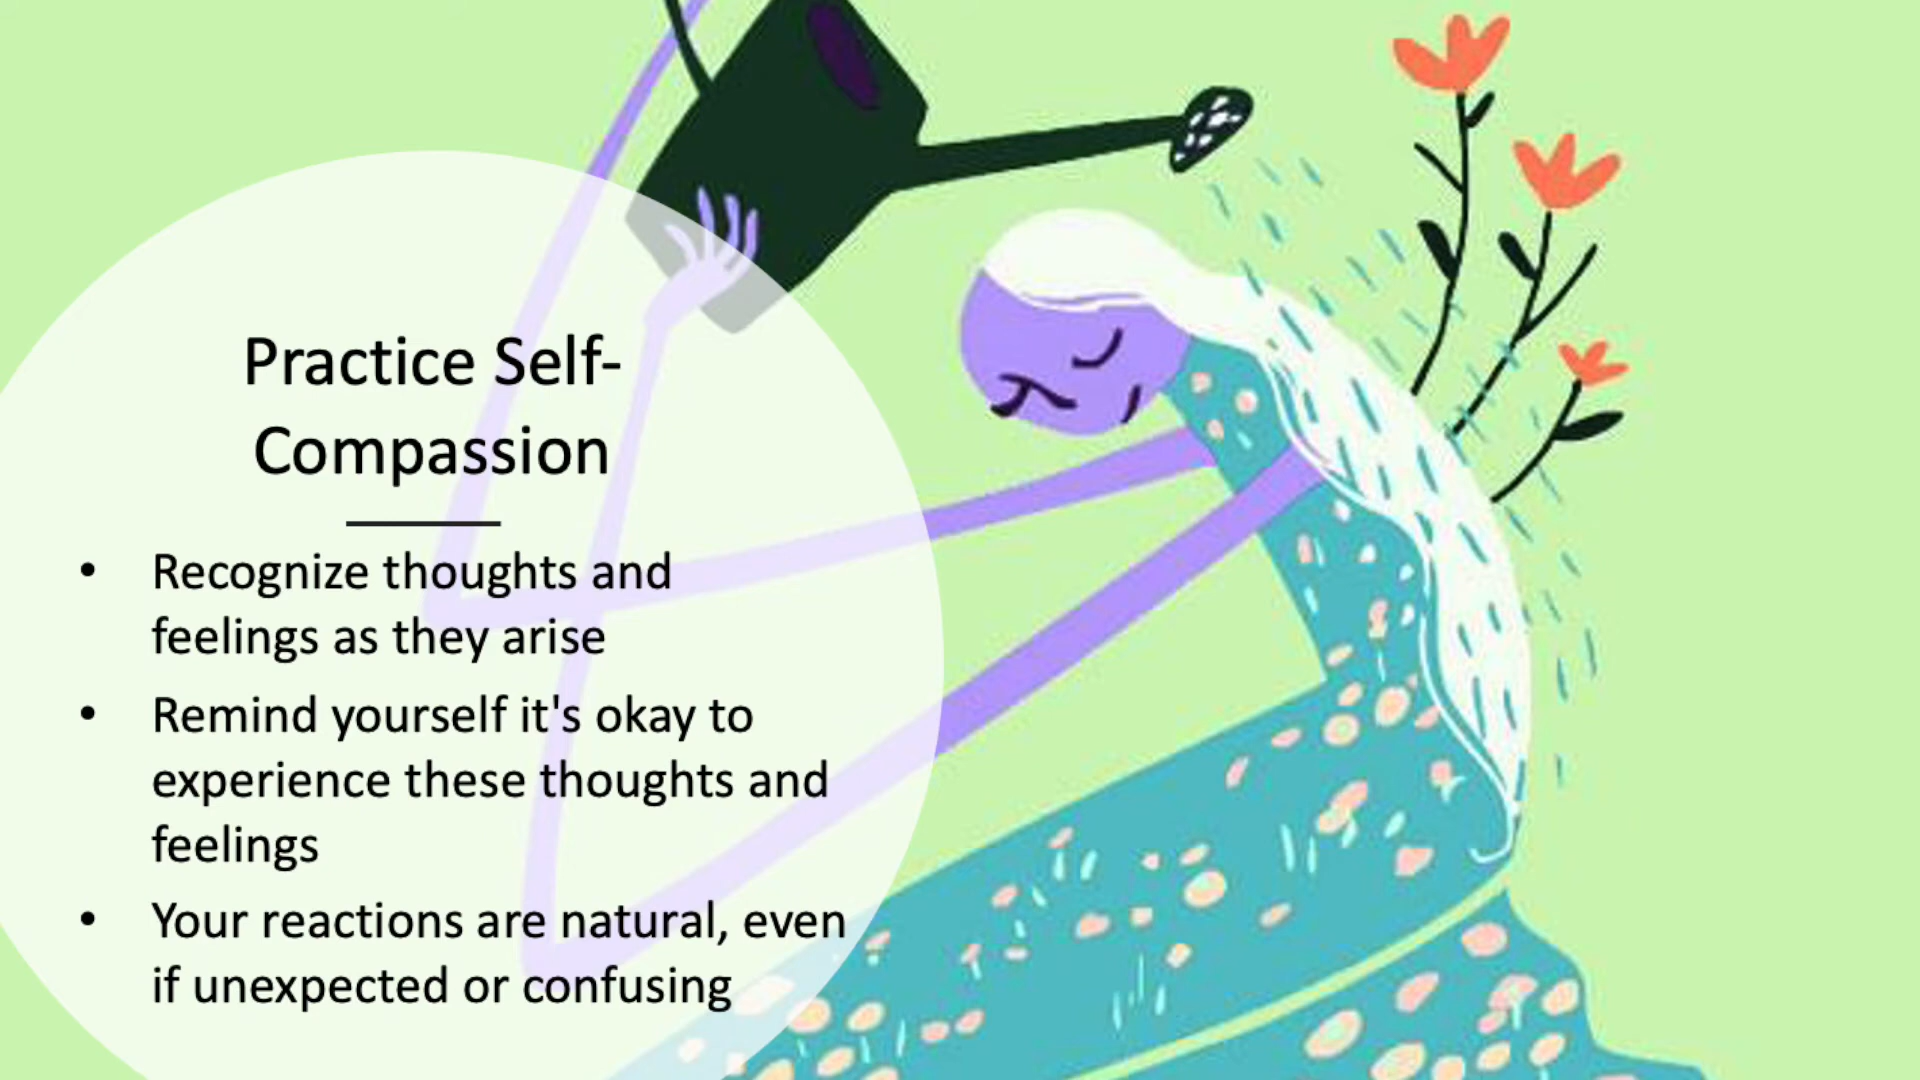 Practice Self-
Compassion
• Recognize thoughts and
feelings as they arise
• Remind yourself it's okay to
experience these thoughts and
feelings
• Your reactions are natural, even
if unexpected or confusing